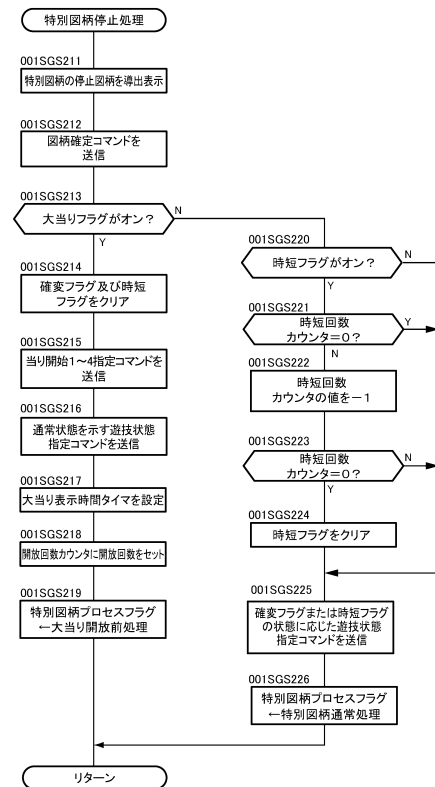 特別図柄停止処理
001SGS211
特別図柄の停止図柄を導出表示
001SGS212
図柄確定コマンドを
送信
001SGS213
大当りフラグがオン？
N
Y
001SGS214
確変フラグ及び時短
フラグをクリア
001SGS215
当り開始1～4指定コマンドを
送信
001SGS216
通常状態を示す遊技状態
指定コマンドを送信
001SGS217
大当り表示時間タイマを設定
001SGS218
開放回数カウンタに開放回数をセット
001SGS219
特別図柄プロセスフラグ
←大当り開放前処理
001SGS220
時短フラグがオン？
N
Y
001SGS221
時短回数
カウンタ=0？
Y
N
001SGS222
時短回数
カウンタの値を－1
001SGS223
時短回数
カウンタ=0？
N
Y
001SGS224
時短フラグをクリア
001SGS225
確変フラグまたは時短フラグ
の状態に応じた遊技状態
指定コマンドを送信
001SGS226
特別図柄プロセスフラグ
←特別図柄通常処理
リターン